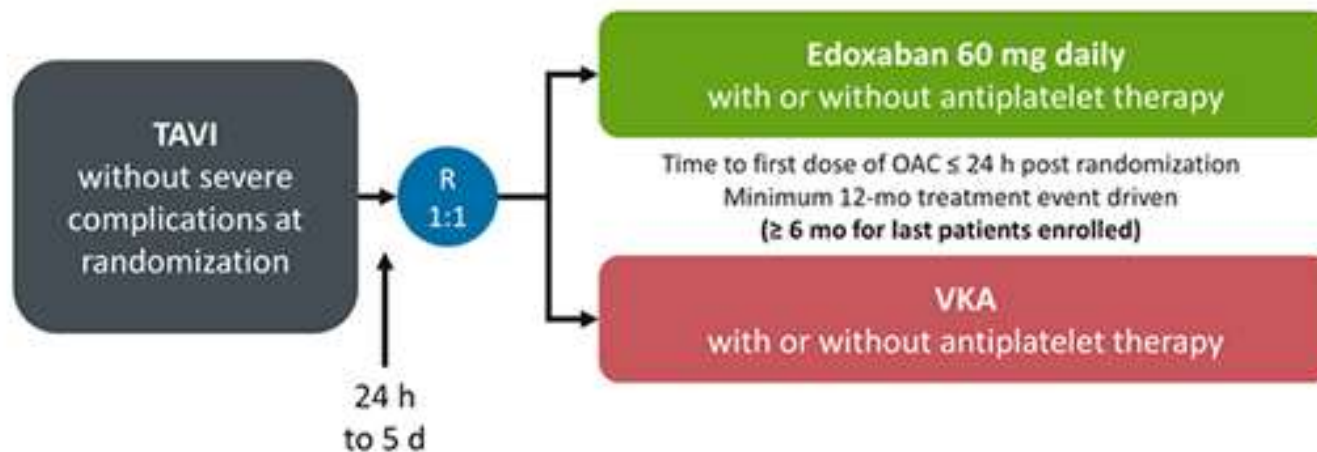 TAVI
without severe
complications at
randomization
24 h
to 5 d
R
1:1
Edoxaban 60 mg daily
with or without antiplatelet therapy
Time to first dose of OAC ≤ 24 h post randomization
Minimum 12-mo treatment event driven
(≥ 6 mo for last patients enrolled)
VKA
with or without antiplatelet therapy